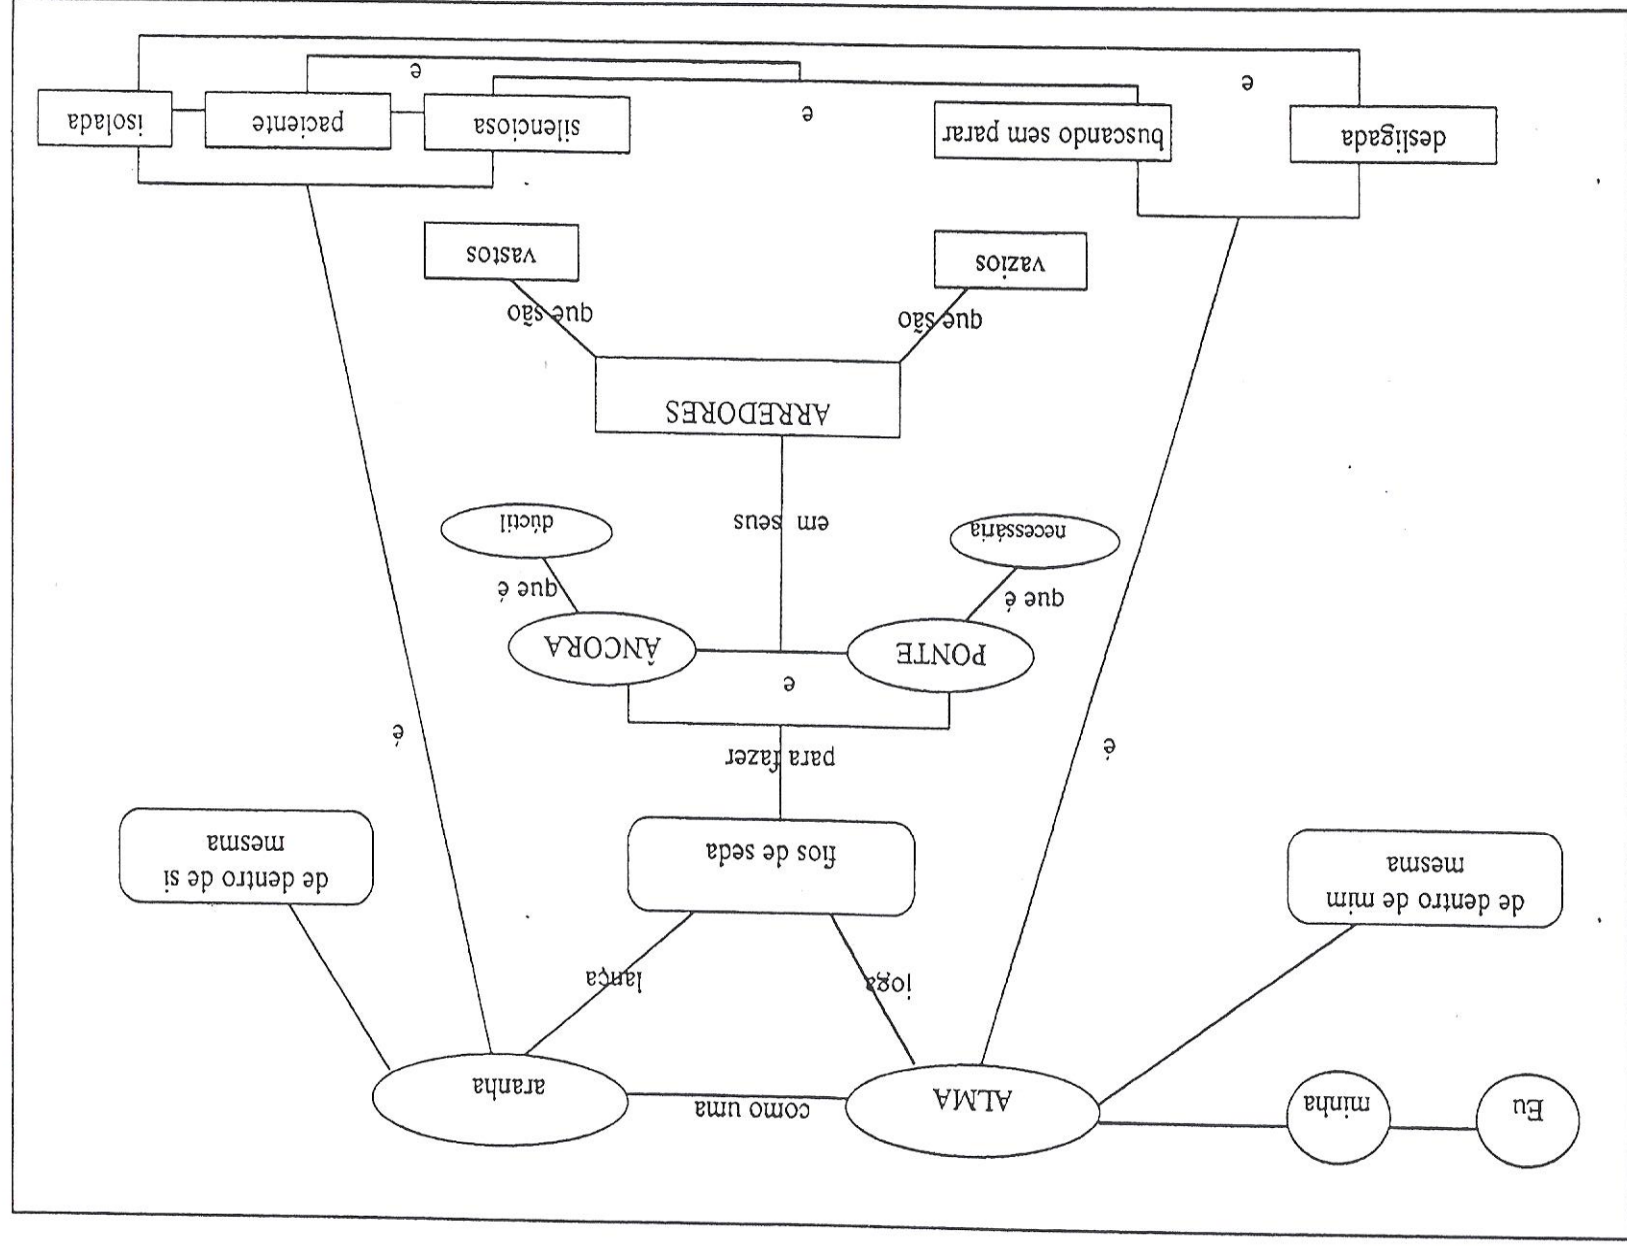 Eu
minha
ALMA
como uma
aranha
joga
lança
de dentro de mim
mesma
fios de seda
de dentro de si
mesma
é
para fazer
é
e
PONTE
ÂNCORA
que é
que é
necessária
em seus
dúctil
ARREDORES
que são
que são
vazios
vastos
desligada
buscando sem parar
silenciosa
paciente
isolada
e
e
e